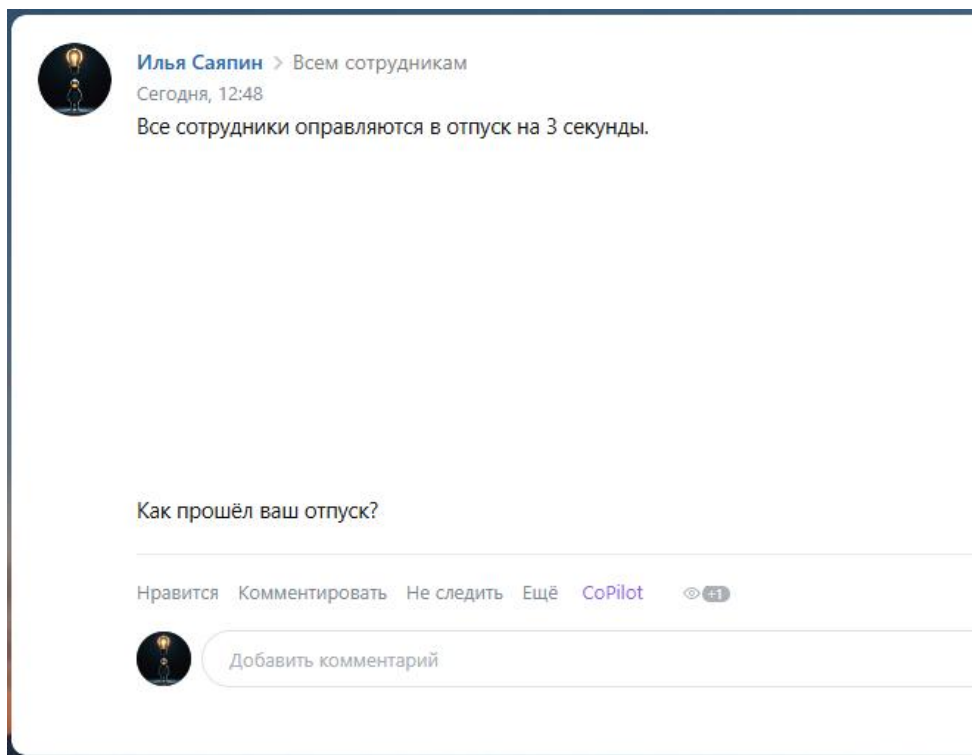 Илья Саяпин > Всем сотрудникам
Сегодня, 12:48
Все сотрудники оправляются в отпуск на 3 секунды.
Как прошёл ваш отпуск?
Нравится Комментировать Не следить Ещё CoPilot +1
Добавить комментарий